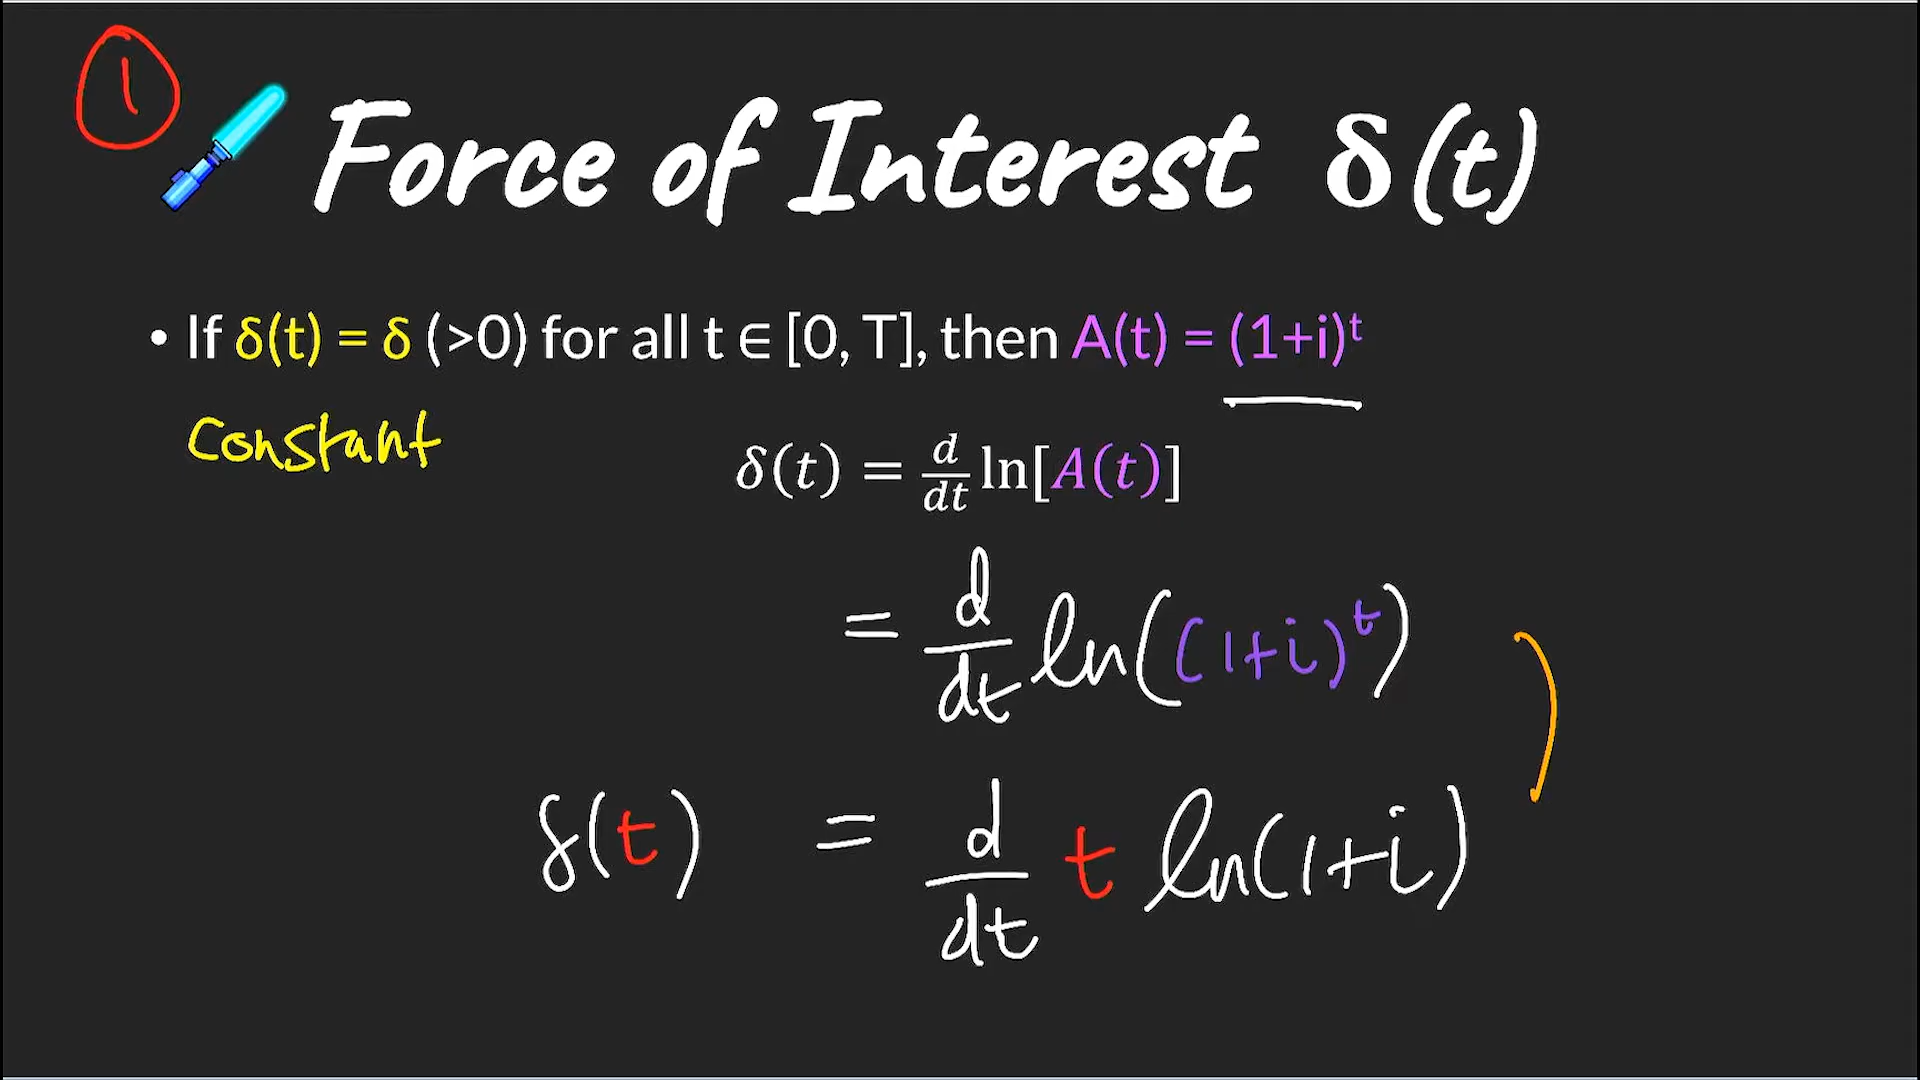 1
Force of Interest δ(t)
• If δ(t) = δ (>0) for all t ∈ [0, T], then A(t) = (1+i)ᵗ
Constant
δ(t) = d/dt ln[A(t)]
= d/dt ln((1+i)ᵗ)
δ(t) = d/dt t ln(1+i)